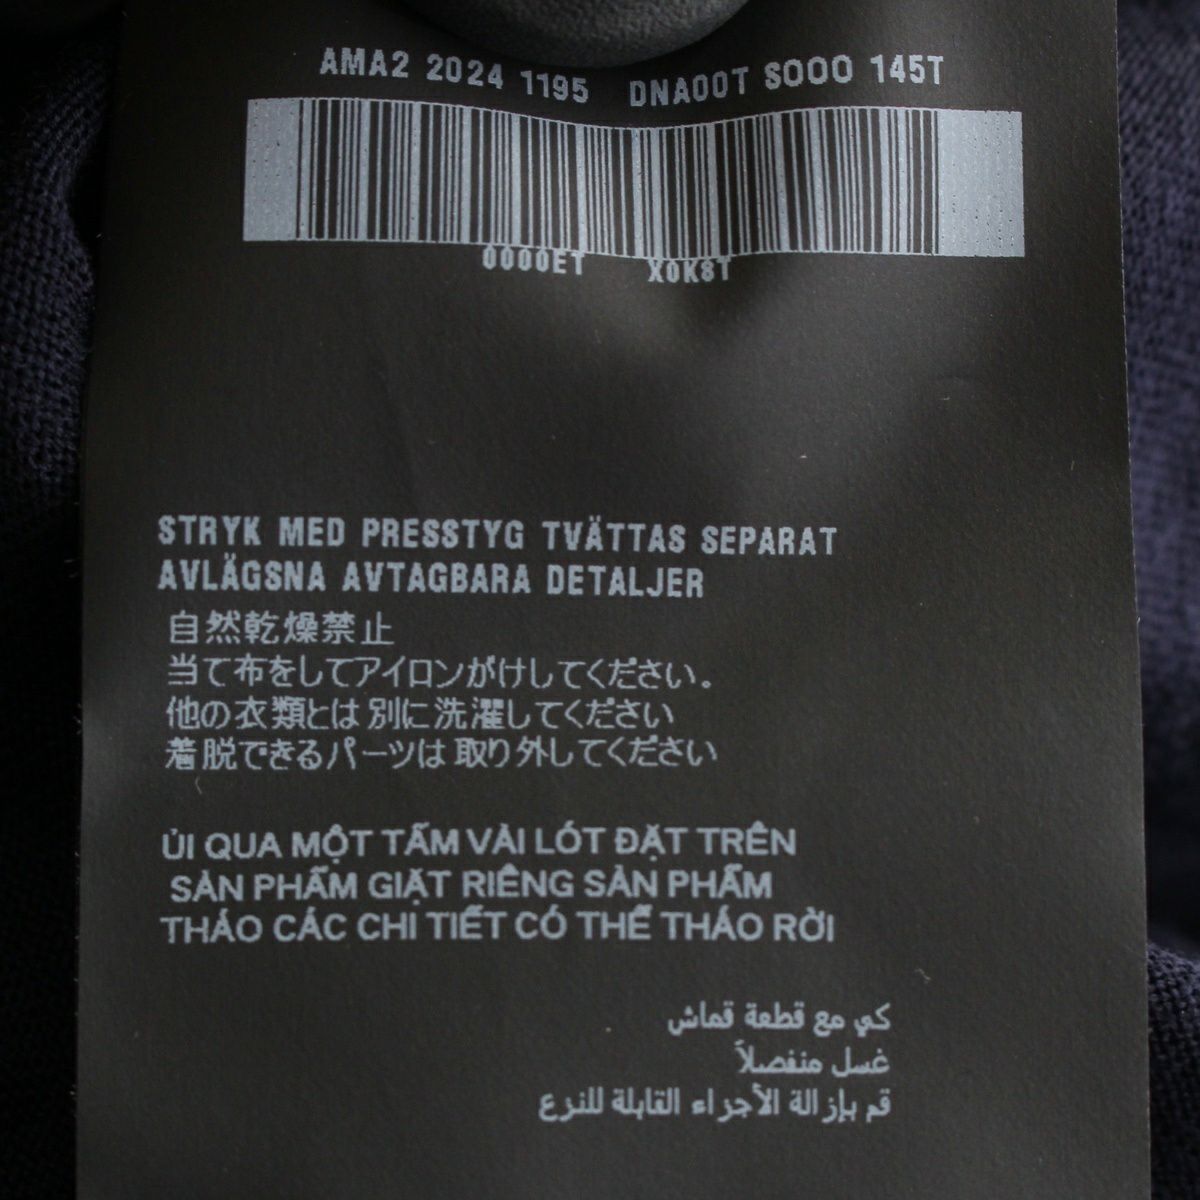 AMA2 2024 1195 DNA00T S000 145T
0000ET X0K8T
STRYK MED PRESSTYG TVÄTTAS SEPARAT
AVLÄGSNA AVTAGBARA DETALJER
自然乾燥禁止
当て布をしてアイロンがけしてください。
他の衣類とは別に洗濯してください
着脱できるパーツは取り外してください
ỦI QUA MỘT TẤM VẢI LÓT ĐẶT TRÊN
SẢN PHẨM GIẶT RIÊNG SẢN PHẨM
THÁO CÁC CHI TIẾT CÓ THỂ THÁO RỜI
كي مع قطعة قماش
غسل منفصلاً
قم بإزالة الأجزاء القابلة للنزع